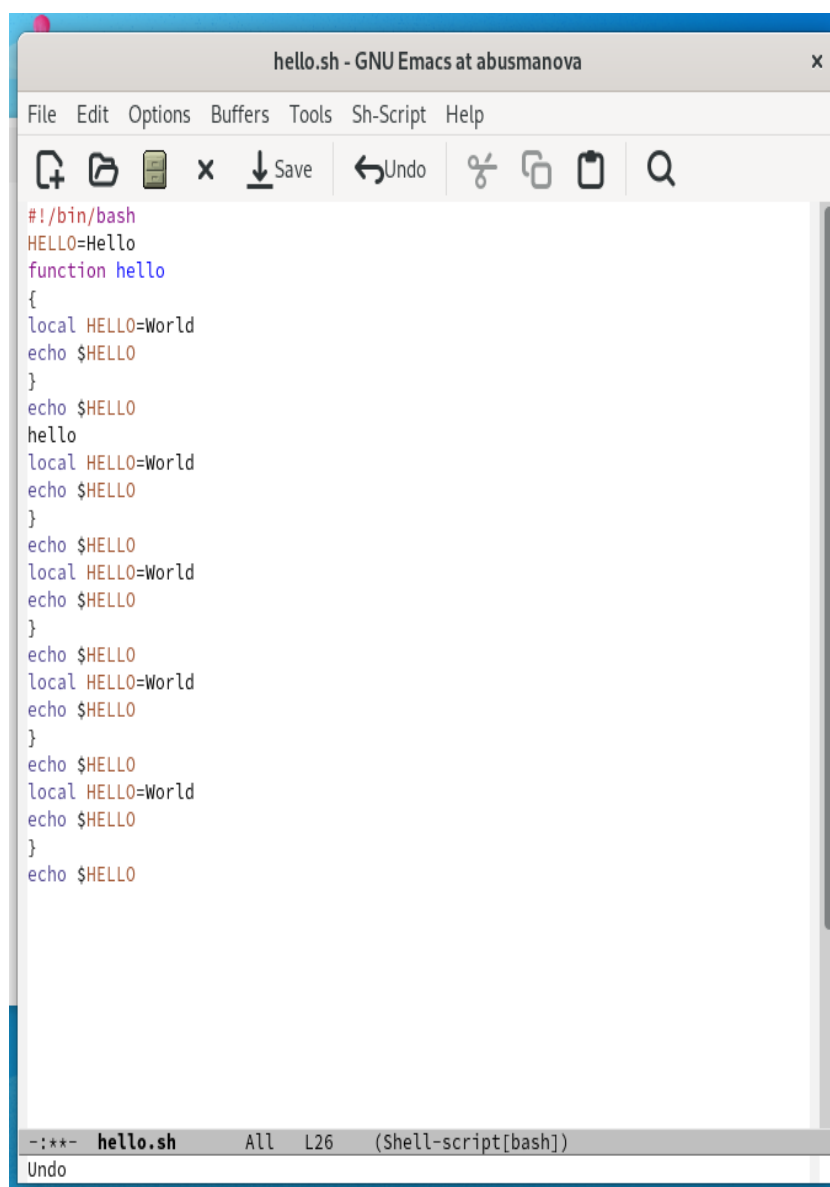 hello.sh - GNU Emacs at abusmanova
File Edit Options Buffers Tools Sh-Script Help
Save Undo
#!/bin/bash
HELLO=Hello
function hello
{
local HELLO=World
echo $HELLO
}
echo $HELLO
hello
local HELLO=World
echo $HELLO
}
echo $HELLO
local HELLO=World
echo $HELLO
}
echo $HELLO
local HELLO=World
echo $HELLO
}
echo $HELLO
local HELLO=World
echo $HELLO
}
echo $HELLO
-:**- hello.sh All L26 (Shell-script[bash])
Undo